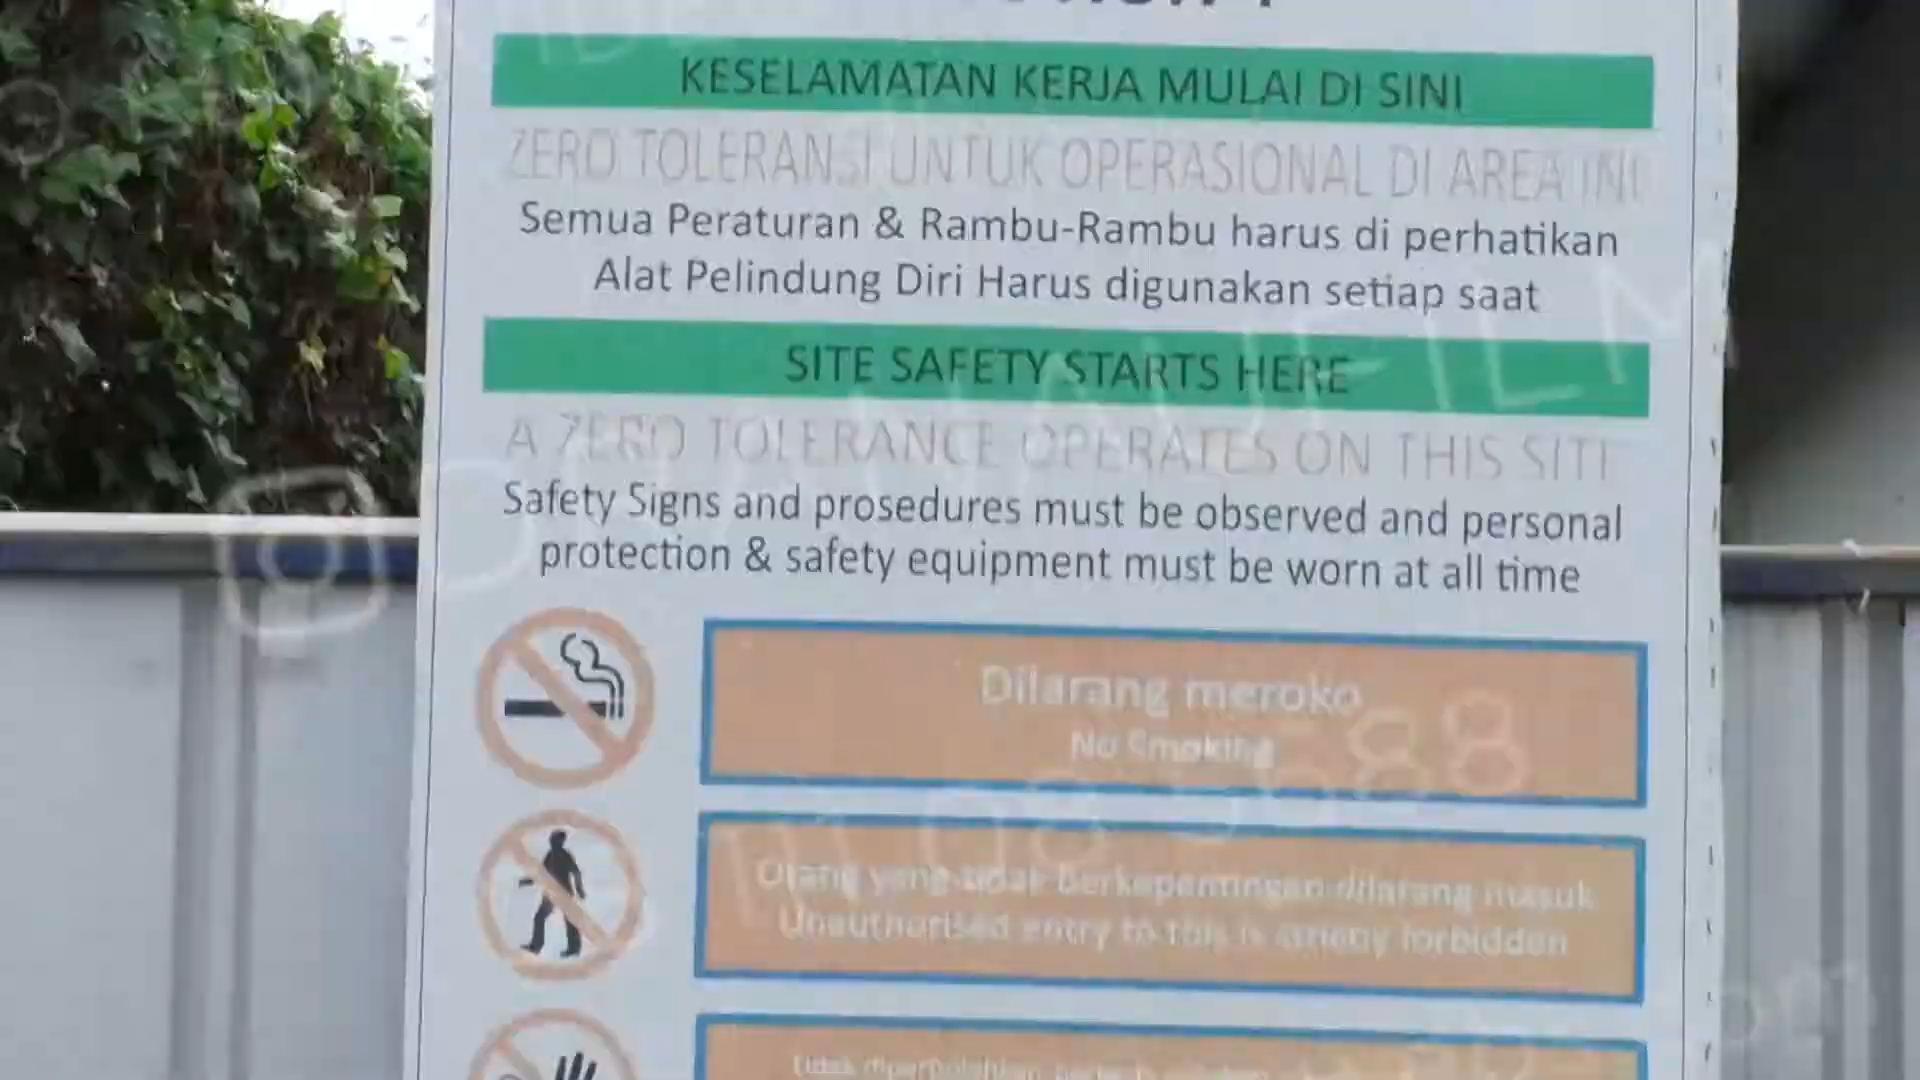 KESELAMATAN KERJA MULAI DI SINI
ZERO TOLERANSI UNTUK OPERASIONAL DI AREA INI
Semua Peraturan & Rambu-Rambu harus di perhatikan
Alat Pelindung Diri Harus digunakan setiap saat
SITE SAFETY STARTS HERE
A ZERO TOLERANCE OPERATES ON THIS SITE
Safety Signs and prosedures must be observed and personal
protection & safety equipment must be worn at all time
Dilarang meroko
No Smoking
Orang yang tidak berkepentingan dilarang masuk
Unauthorised entry to this is strictly forbidden